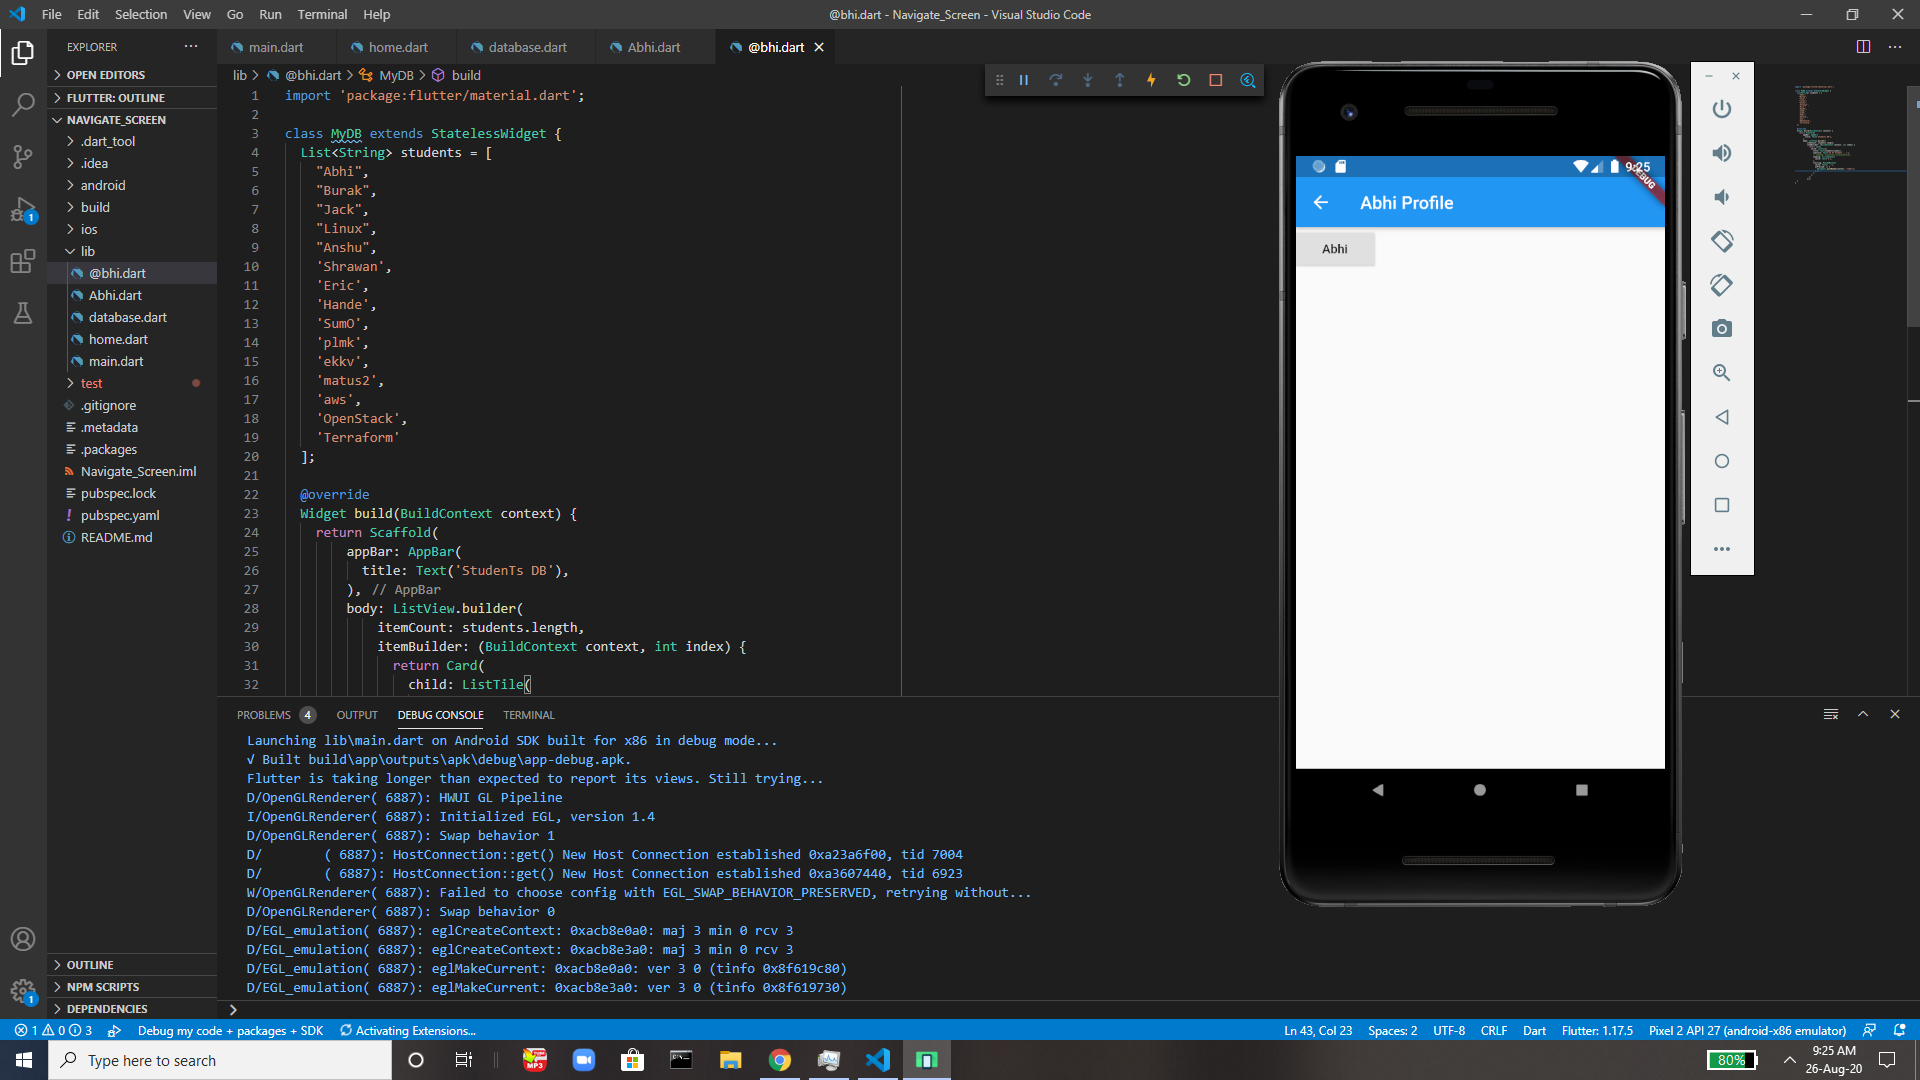 File Edit Selection View Go Run Terminal Help
@bhi.dart - Navigate_Screen - Visual Studio Code
EXPLORER
main.dart
home.dart
database.dart
Abhi.dart
@bhi.dart
OPEN EDITORS
FLUTTER: OUTLINE
NAVIGATE_SCREEN
.dart_tool
.idea
android
build
ios
lib
@bhi.dart
Abhi.dart
database.dart
home.dart
main.dart
test
.gitignore
.metadata
.packages
Navigate_Screen.iml
pubspec.lock
pubspec.yaml
README.md
OUTLINE
NPM SCRIPTS
DEPENDENCIES
1
1
lib > @bhi.dart > MyDB > build
1 import 'package:flutter/material.dart';
2
3 class MyDB extends StatelessWidget {
4 List<String> students = [
5 "Abhi",
6 "Burak",
7 "Jack",
8 "Linux",
9 "Anshu",
10 'Shrawan',
11 'Eric',
12 'Hande',
13 'SumO',
14 'plmk',
15 'ekkv',
16 'matus2',
17 'aws',
18 'OpenStack',
19 'Terraform'
20 ];
21
22 @override
23 Widget build(BuildContext context) {
24 return Scaffold(
25 appBar: AppBar(
26 title: Text('StudenTs DB'),
27 ), // AppBar
28 body: ListView.builder(
29 itemCount: students.length,
30 itemBuilder: (BuildContext context, int index) {
31 return Card(
32 child: ListTile(
9:25
DEBUG
Abhi Profile
Abhi
PROBLEMS 4 OUTPUT DEBUG CONSOLE TERMINAL
Launching lib\main.dart on Android SDK built for x86 in debug mode...
√ Built build\app\outputs\apk\debug\app-debug.apk.
Flutter is taking longer than expected to report its views. Still trying...
D/OpenGLRenderer( 6887): HWUI GL Pipeline
I/OpenGLRenderer( 6887): Initialized EGL, version 1.4
D/OpenGLRenderer( 6887): Swap behavior 1
D/ ( 6887): HostConnection::get() New Host Connection established 0xa23a6f00, tid 7004
D/ ( 6887): HostConnection::get() New Host Connection established 0xa3607440, tid 6923
W/OpenGLRenderer( 6887): Failed to choose config with EGL_SWAP_BEHAVIOR_PRESERVED, retrying without...
D/OpenGLRenderer( 6887): Swap behavior 0
D/EGL_emulation( 6887): eglCreateContext: 0xacb8e0a0: maj 3 min 0 rcv 3
D/EGL_emulation( 6887): eglCreateContext: 0xacb8e3a0: maj 3 min 0 rcv 3
D/EGL_emulation( 6887): eglMakeCurrent: 0xacb8e0a0: ver 3 0 (tinfo 0x8f619c80)
D/EGL_emulation( 6887): eglMakeCurrent: 0xacb8e3a0: ver 3 0 (tinfo 0x8f619730)
1 0 3 Debug my code + packages + SDK Activating Extensions...
Ln 43, Col 23 Spaces: 2 UTF-8 CRLF Dart Flutter: 1.17.5 Pixel 2 API 27 (android-x86 emulator)
Type here to search
MP3
80%
9:25 AM
26-Aug-20